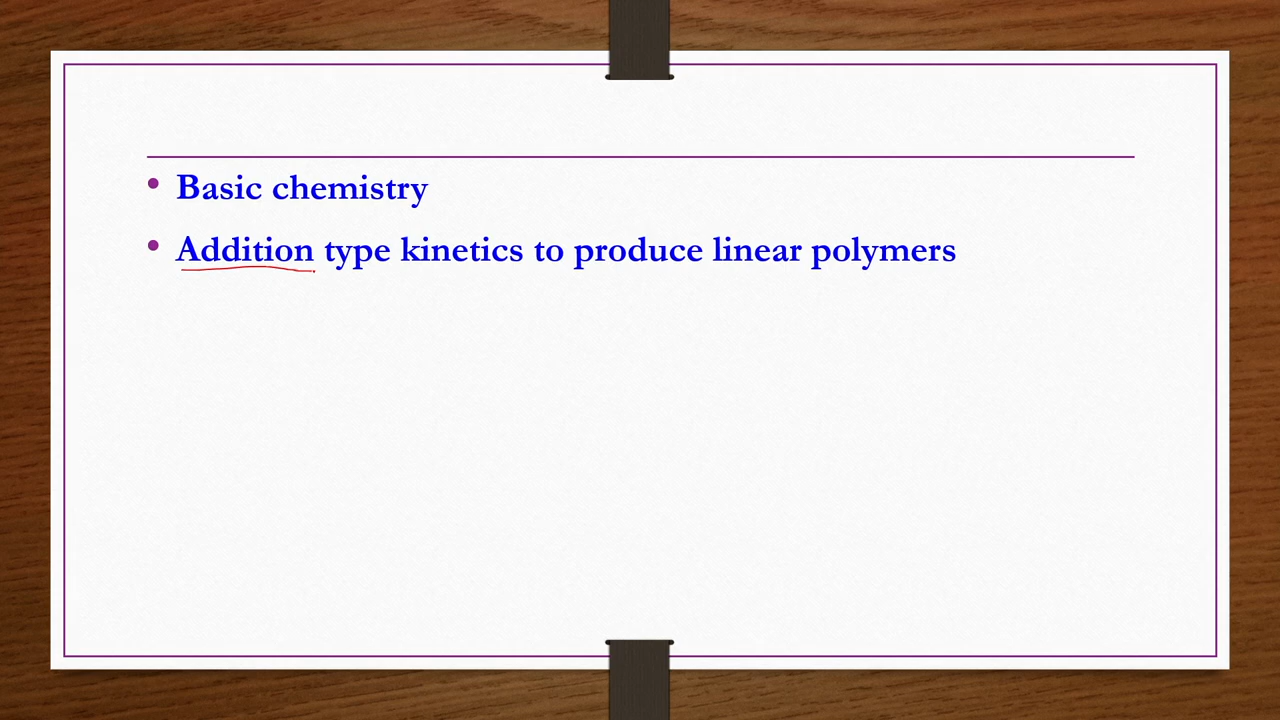 • Basic chemistry
• Addition type kinetics to produce linear polymers